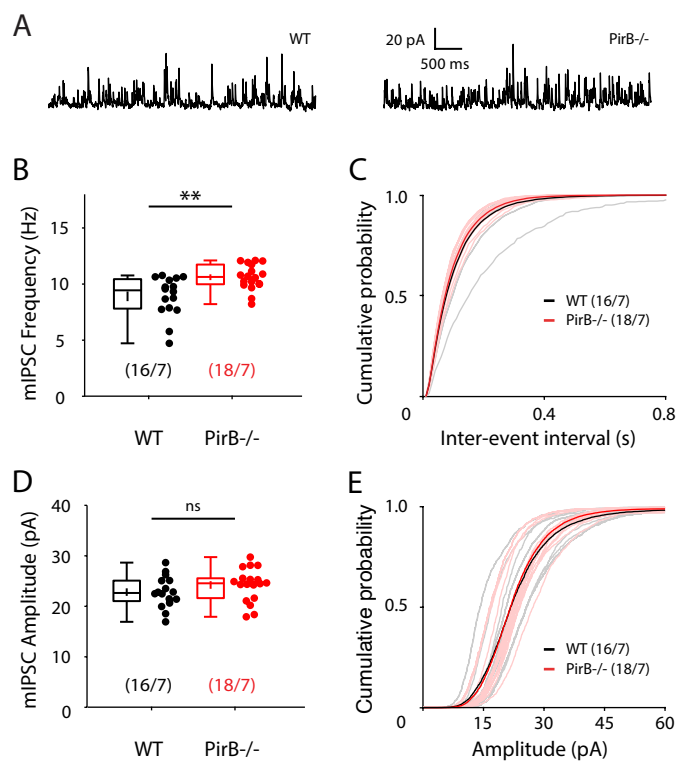 A
WT
20 pA
500 ms
PirB-/-
B
**
mIPSC Frequency (Hz)
15
10
5
0
(16/7)
(18/7)
WT
PirB-/-
C
Cumulative probability
1.0
0.5
0
0.4
0.8
WT (16/7)
PirB-/- (18/7)
Inter-event interval (s)
D
ns
mIPSC Amplitude (pA)
40
30
20
10
0
(16/7)
(18/7)
WT
PirB-/-
E
Cumulative probability
1.0
0.5
0
15
30
45
60
WT (16/7)
PirB-/- (18/7)
Amplitude (pA)